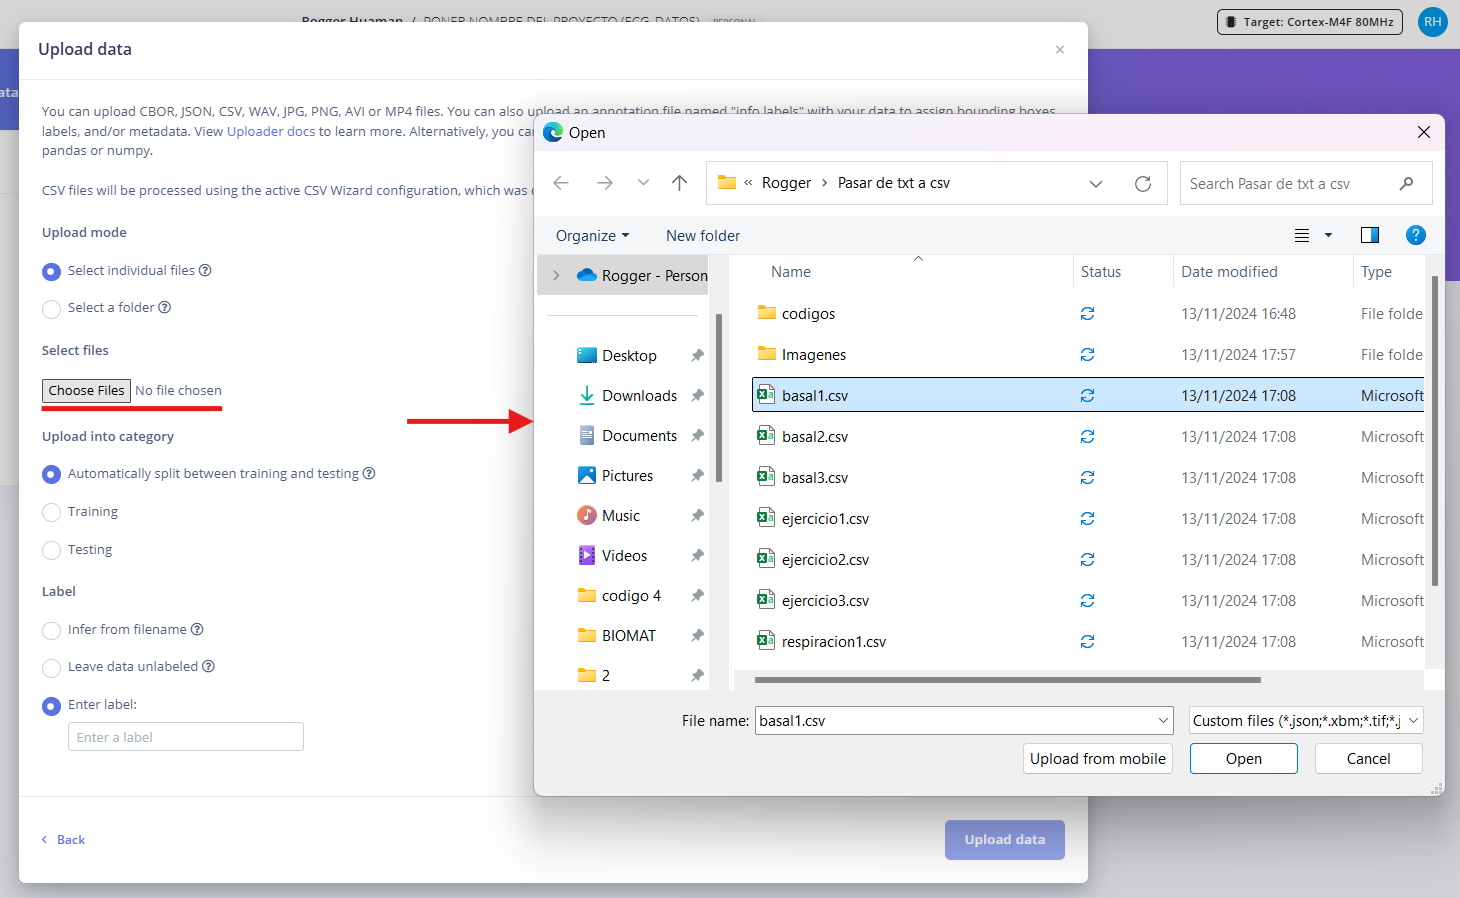 Rogger Huaman / PONER NOMBRE DEL PROYECTO (ECG_DATOS) PERSONAL
Target: Cortex-M4F 80MHz
RH
ata
Upload data
You can upload CBOR, JSON, CSV, WAV, JPG, PNG, AVI or MP4 files. You can also upload an annotation file named "info.labels" with your data to assign bounding boxes,
labels, and/or metadata. View Uploader docs to learn more. Alternatively, you can
pandas or numpy.
CSV files will be processed using the active CSV Wizard configuration, which was
Upload mode
Select individual files
Select a folder
Select files
Choose Files No file chosen
Upload into category
Automatically split between training and testing
Training
Testing
Label
Infer from filename
Leave data unlabeled
Enter label:
Enter a label
Back
Upload data
Open
« Rogger > Pasar de txt a csv
Search Pasar de txt a csv
Organize
New folder
Rogger - Person
Desktop
Downloads
Documents
Pictures
Music
Videos
codigo 4
BIOMAT
2
Name Status Date modified Type
codigos 13/11/2024 16:48 File folde
Imagenes 13/11/2024 17:57 File folde
basal1.csv 13/11/2024 17:08 Microsoft
basal2.csv 13/11/2024 17:08 Microsoft
basal3.csv 13/11/2024 17:08 Microsoft
ejercicio1.csv 13/11/2024 17:08 Microsoft
ejercicio2.csv 13/11/2024 17:08 Microsoft
ejercicio3.csv 13/11/2024 17:08 Microsoft
respiracion1.csv 13/11/2024 17:08 Microsoft
File name: basal1.csv
Custom files (*.json;*.xbm;*.tif;*.j
Upload from mobile
Open
Cancel